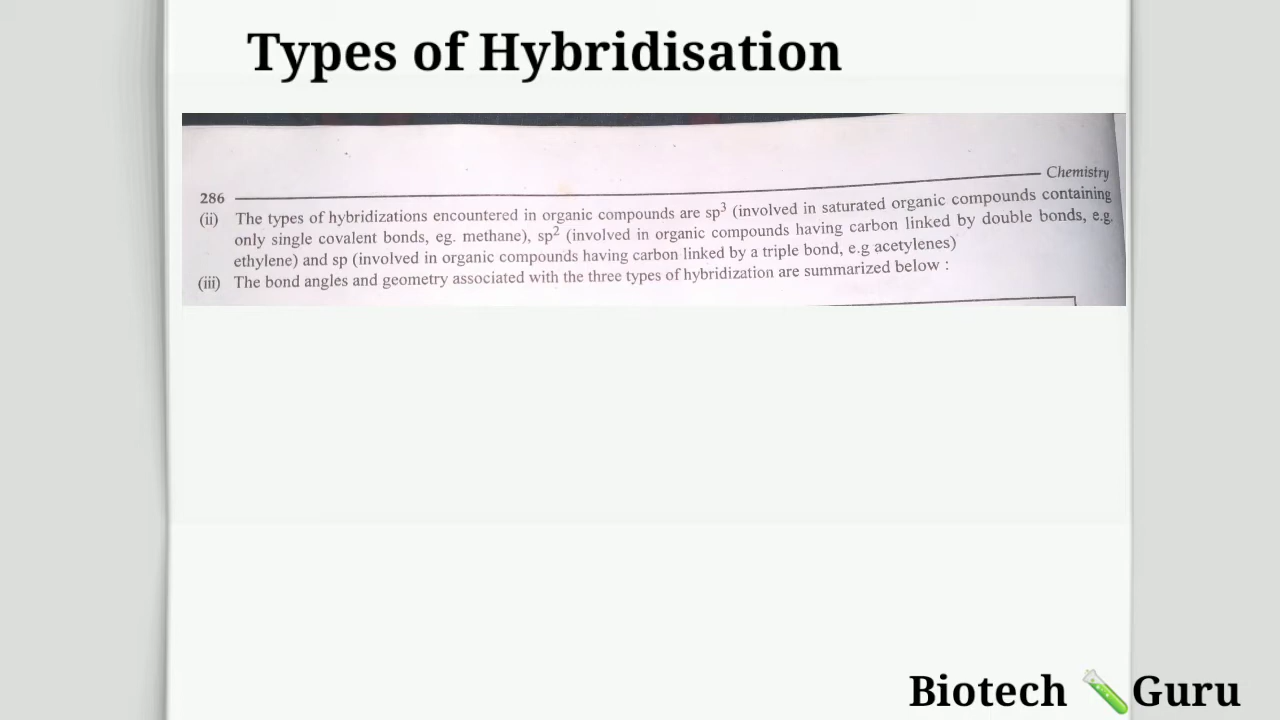 Types of Hybridisation
286 Chemistry
(ii) The types of hybridizations encountered in organic compounds are sp³ (involved in saturated organic compounds containing
only single covalent bonds, eg. methane), sp² (involved in organic compounds having carbon linked by double bonds, e.g.
ethylene) and sp (involved in organic compounds having carbon linked by a triple bond, e.g acetylenes)
(iii) The bond angles and geometry associated with the three types of hybridization are summarized below :
Biotech Guru